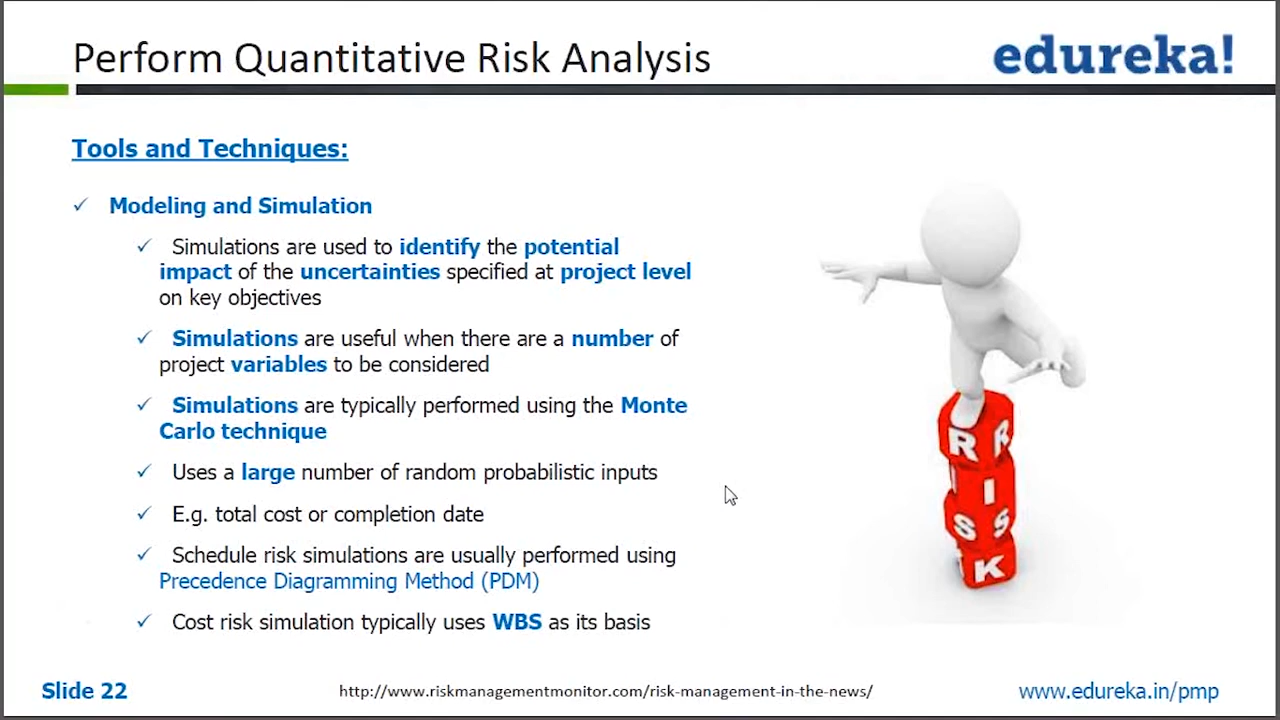 Perform Quantitative Risk Analysis
edureka!
Tools and Techniques:
Modeling and Simulation
Simulations are used to identify the potential
impact of the uncertainties specified at project level
on key objectives
Simulations are useful when there are a number of
project variables to be considered
Simulations are typically performed using the Monte
Carlo technique
Uses a large number of random probabilistic inputs
E.g. total cost or completion date
Schedule risk simulations are usually performed using
Precedence Diagramming Method (PDM)
Cost risk simulation typically uses WBS as its basis
R R
I I
S S
K
Slide 22
http://www.riskmanagementmonitor.com/risk-management-in-the-news/
www.edureka.in/pmp